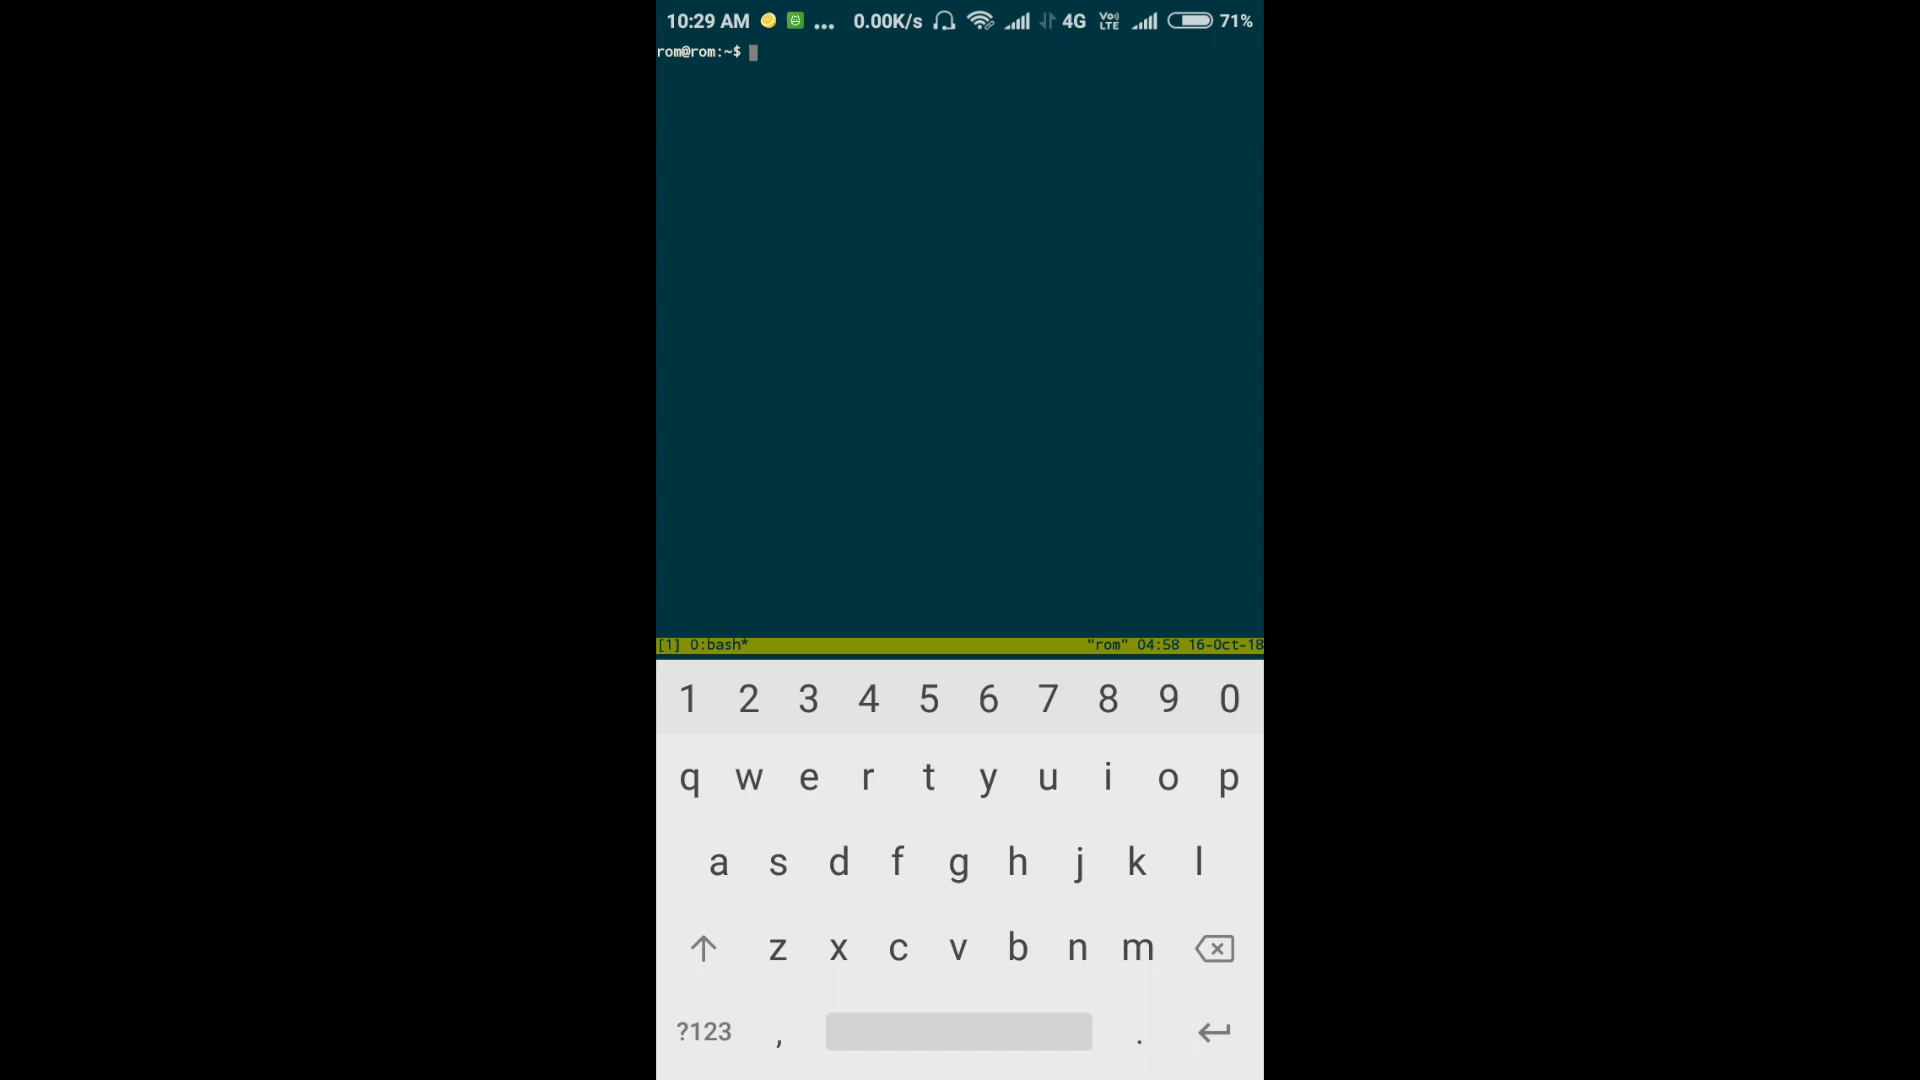 10:29 AM ... 0.00K/s 4G VoLTE 71%
rom@rom:~$
[1] 0:bash* "rom" 04:58 16-Oct-18
1 2 3 4 5 6 7 8 9 0
q w e r t y u i o p
a s d f g h j k l
z x c v b n m
?123 , .